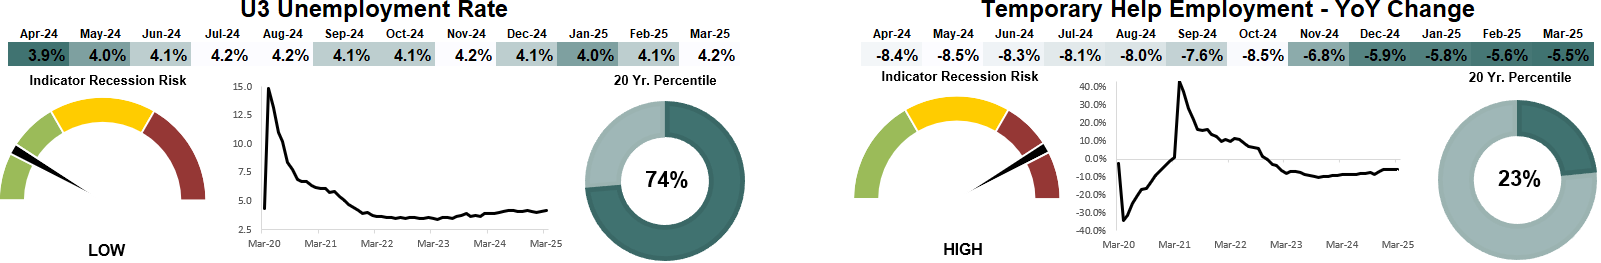 U3 Unemployment Rate
Apr-24 May-24 Jun-24 Jul-24 Aug-24 Sep-24 Oct-24 Nov-24 Dec-24 Jan-25 Feb-25 Mar-25
3.9% 4.0% 4.1% 4.2% 4.2% 4.1% 4.1% 4.2% 4.1% 4.0% 4.1% 4.2%
Indicator Recession Risk
20 Yr. Percentile
15.0
12.5
10.0
7.5
5.0
2.5
Mar-20 Mar-21 Mar-22 Mar-23 Mar-24 Mar-25
74%
LOW
Temporary Help Employment - YoY Change
Apr-24 May-24 Jun-24 Jul-24 Aug-24 Sep-24 Oct-24 Nov-24 Dec-24 Jan-25 Feb-25 Mar-25
-8.4% -8.5% -8.3% -8.1% -8.0% -7.6% -8.5% -6.8% -5.9% -5.8% -5.6% -5.5%
Indicator Recession Risk
20 Yr. Percentile
40.0%
30.0%
20.0%
10.0%
0.0%
-10.0%
-20.0%
-30.0%
-40.0%
Mar-20 Mar-21 Mar-22 Mar-23 Mar-24 Mar-25
23%
HIGH